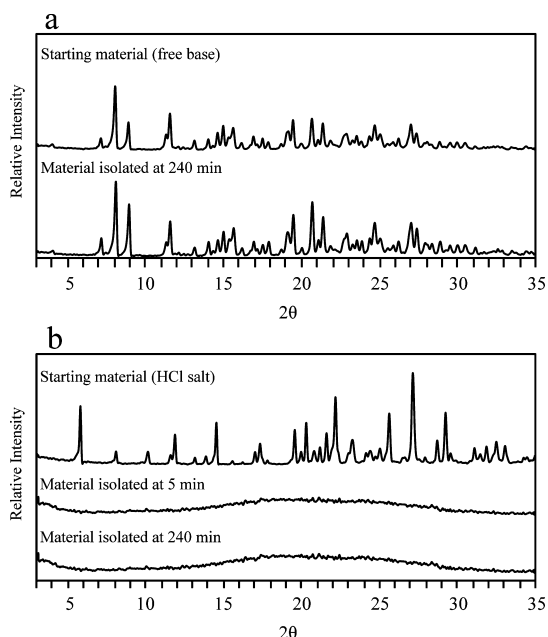 a
Starting material (free base)
Material isolated at 240 min
Relative Intensity
5 10 15 20 25 30 35
2θ
b
Starting material (HCl salt)
Material isolated at 5 min
Material isolated at 240 min
Relative Intensity
5 10 15 20 25 30 35
2θ